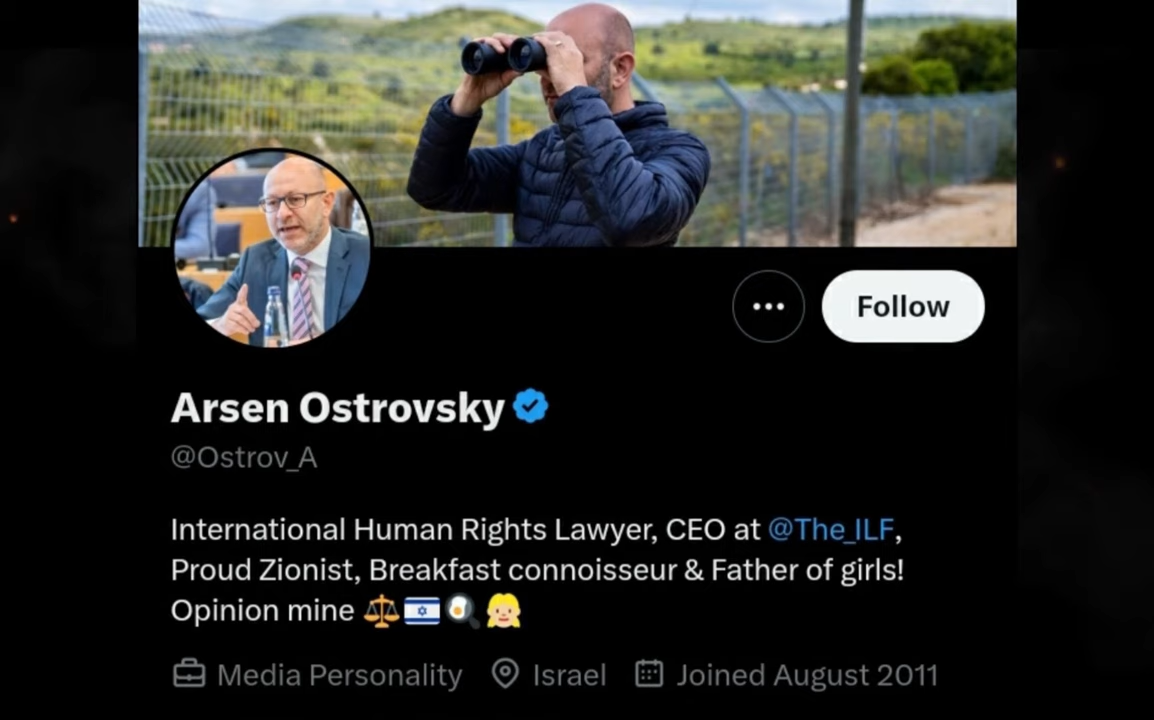 Follow
Arsen Ostrovsky
@Ostrov_A
International Human Rights Lawyer, CEO at @The_ILF,
Proud Zionist, Breakfast connoisseur & Father of girls!
Opinion mine ⚖️🇮🇱🍳👧🏼
Media Personality Israel Joined August 2011